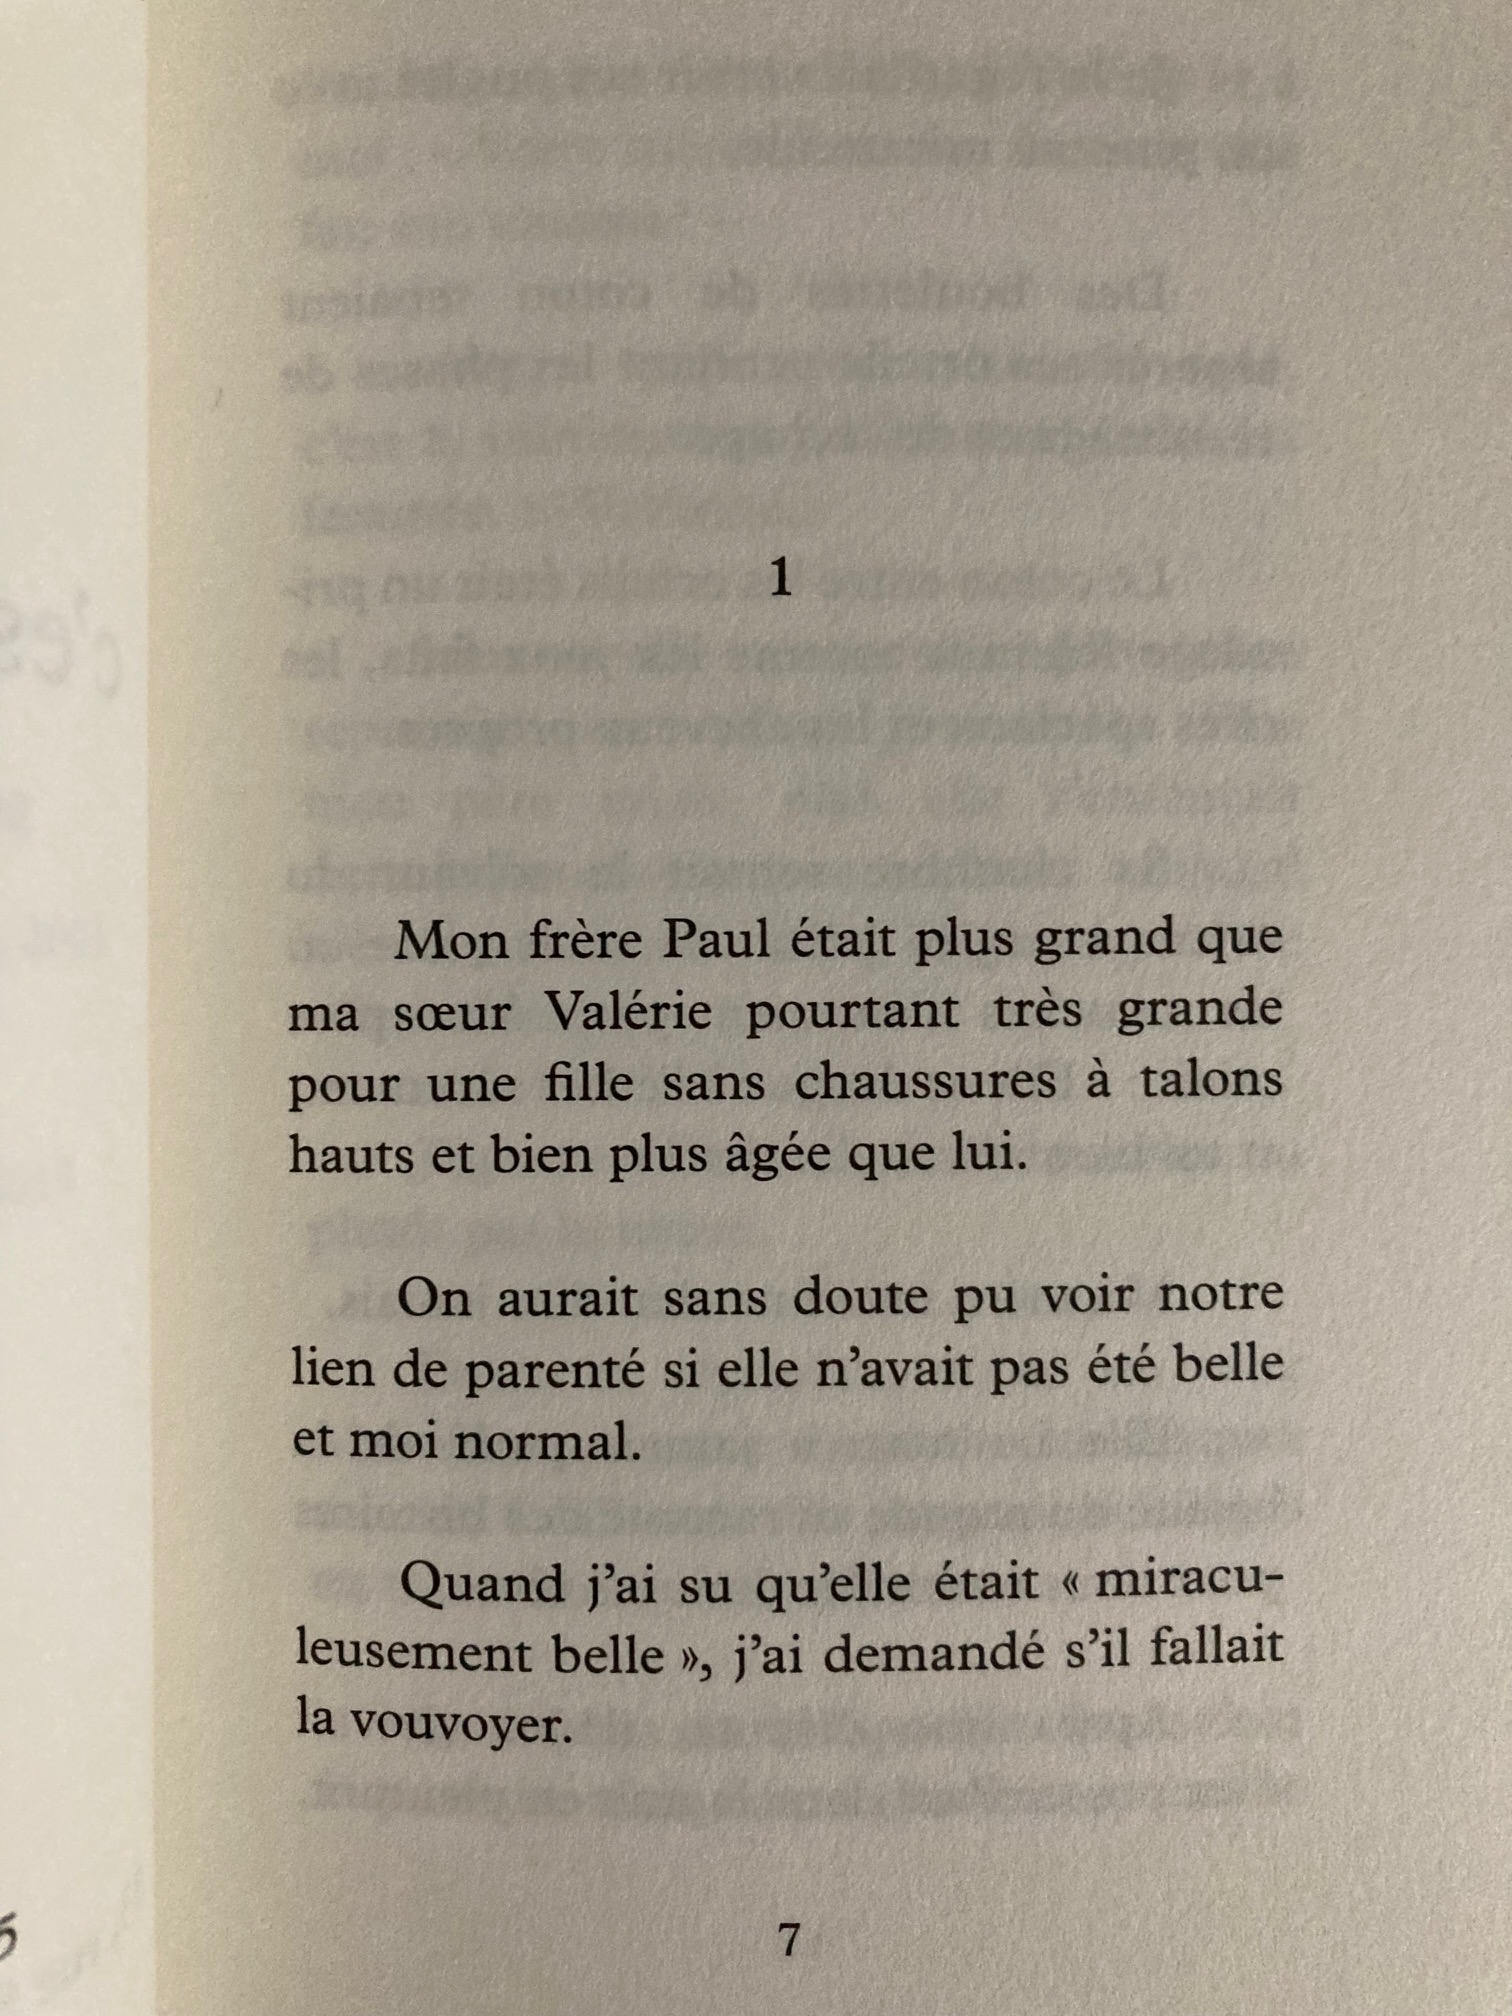 1
Mon frère Paul était plus grand que
ma sœur Valérie pourtant très grande
pour une fille sans chaussures à talons
hauts et bien plus âgée que lui.
On aurait sans doute pu voir notre
lien de parenté si elle n’avait pas été belle
et moi normal.
Quand j’ai su qu’elle était « miracu-
leusement belle », j’ai demandé s’il fallait
la vouvoyer.
7